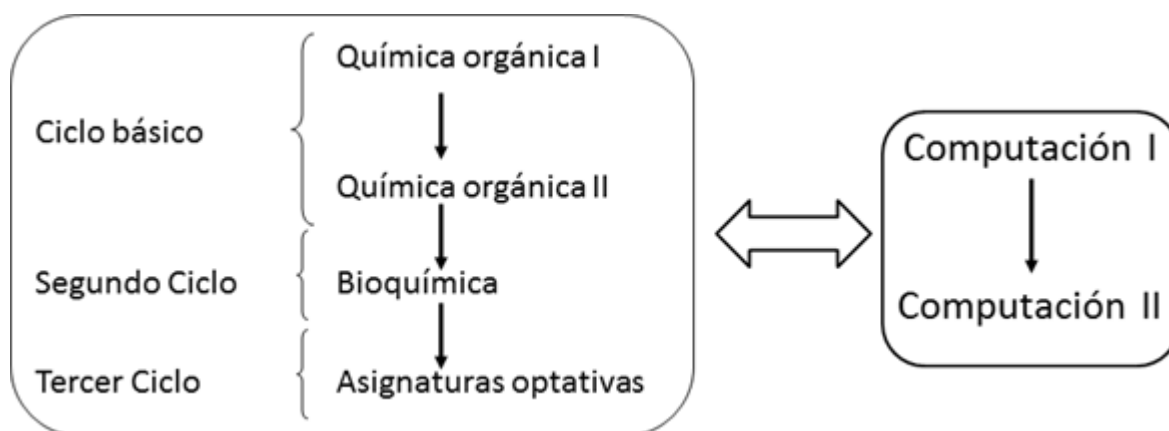 Química orgánica I
Ciclo básico
Química orgánica II
Segundo Ciclo
Bioquímica
Tercer Ciclo
Asignaturas optativas
Computación I
Computación II